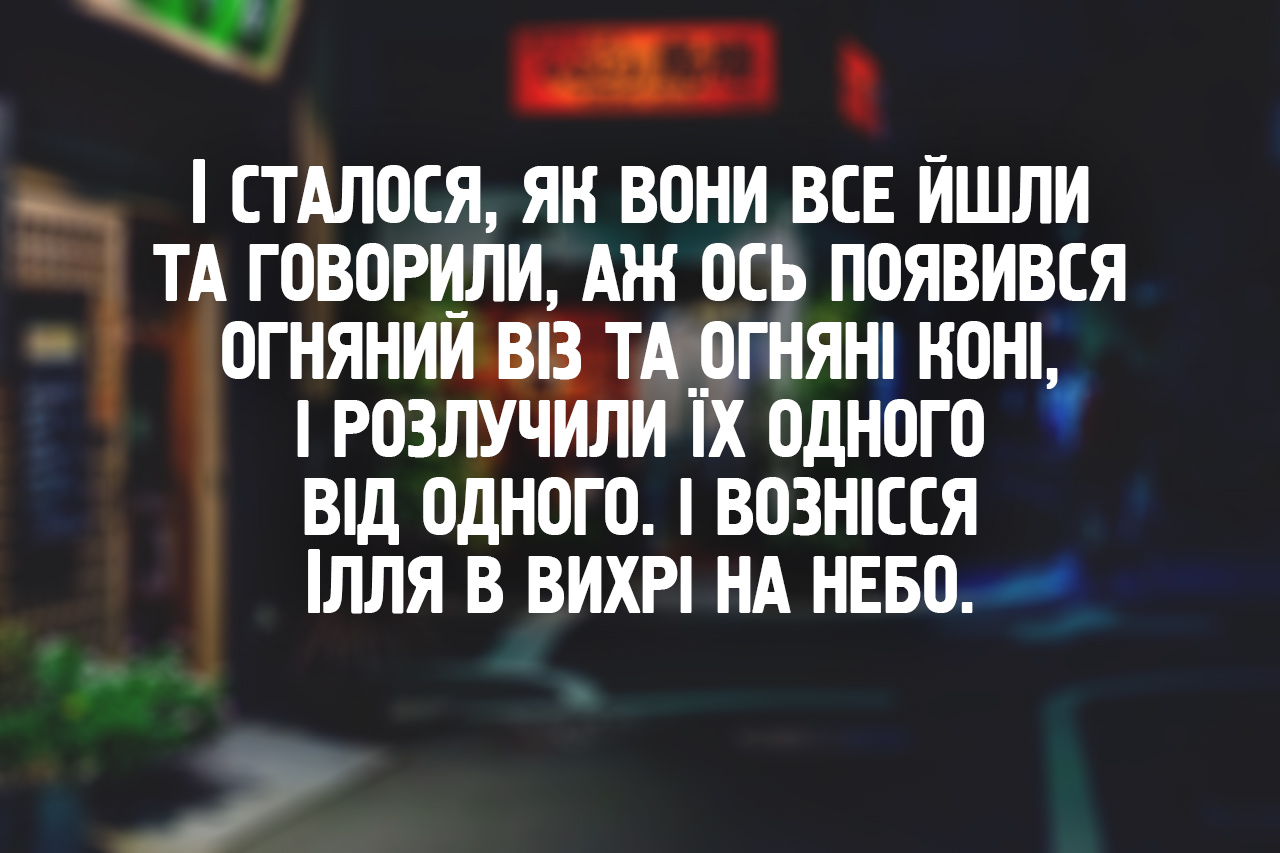 І сталося, як вони все йшли
та говорили, аж ось появився
огняний віз та огняні коні,
і розлучили їх одного
від одного. і вознісся
Ілля в вихрі на небо.